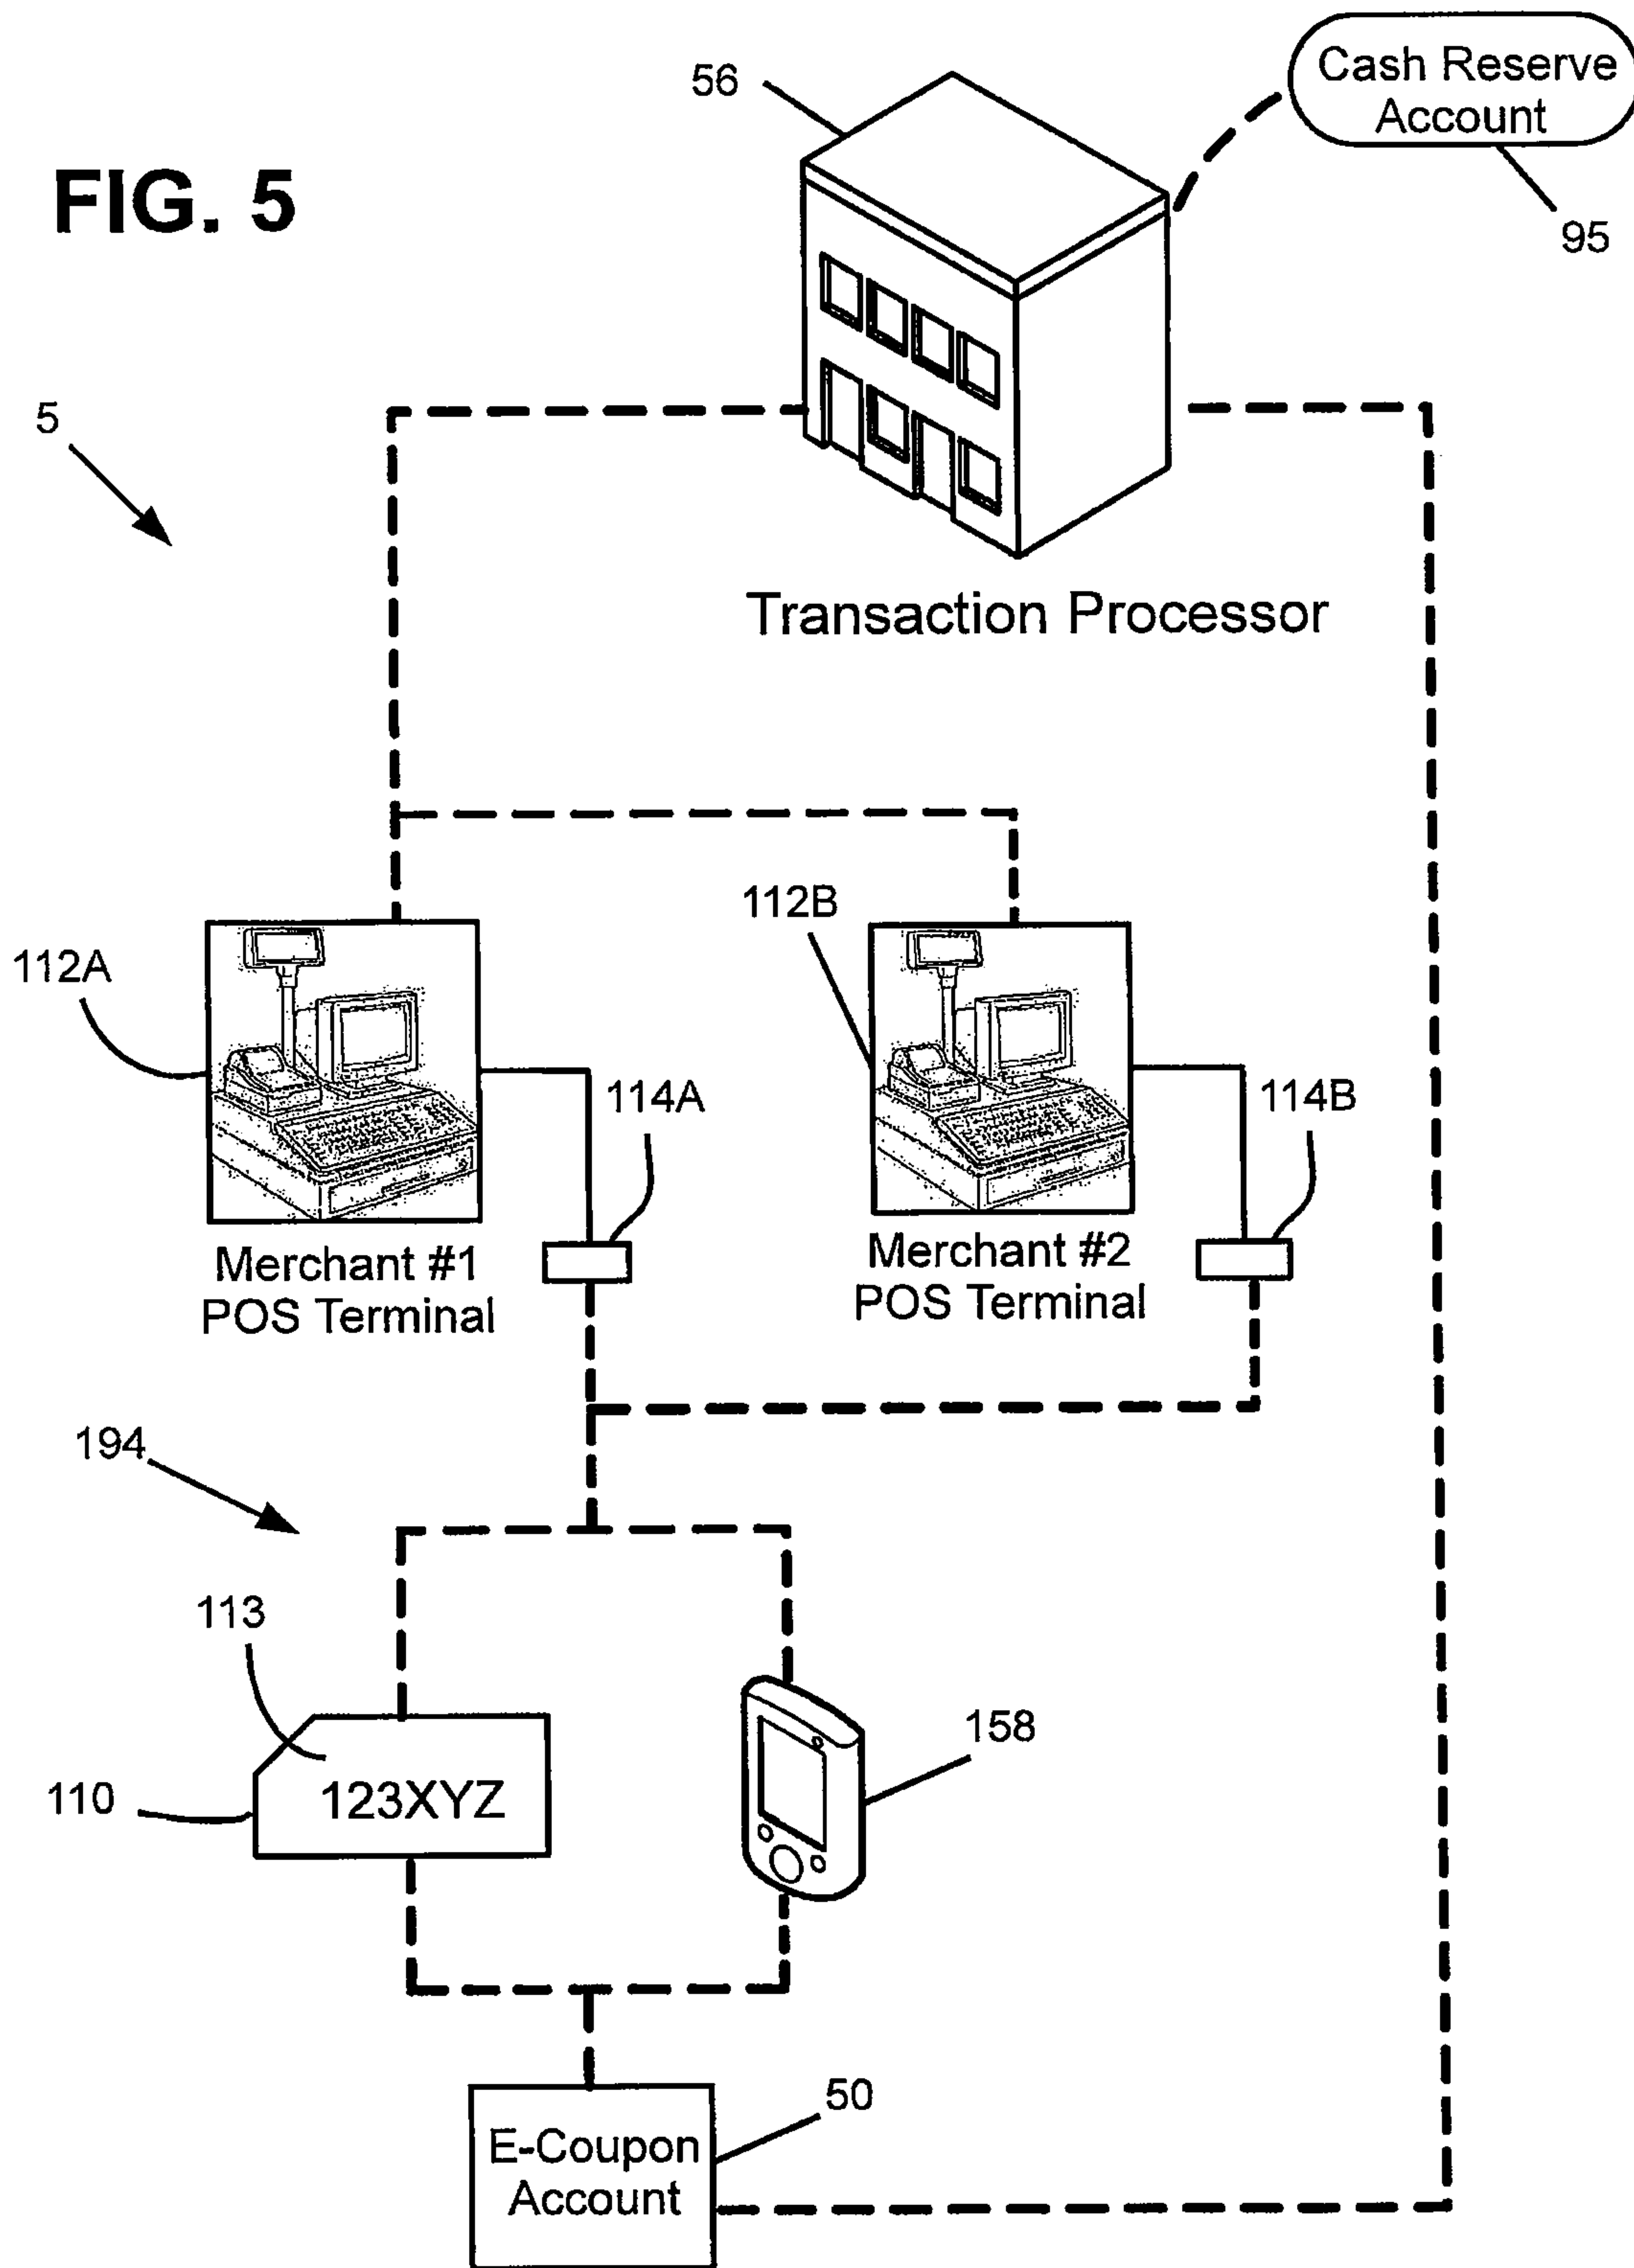 Cash Reserve
Account
56
95
FIG. 5
5
Transaction Processor
112A
112B
114A
114B
Merchant #1
POS Terminal
Merchant #2
POS Terminal
194
113
158
110
123XYZ
50
E-Coupon
Account